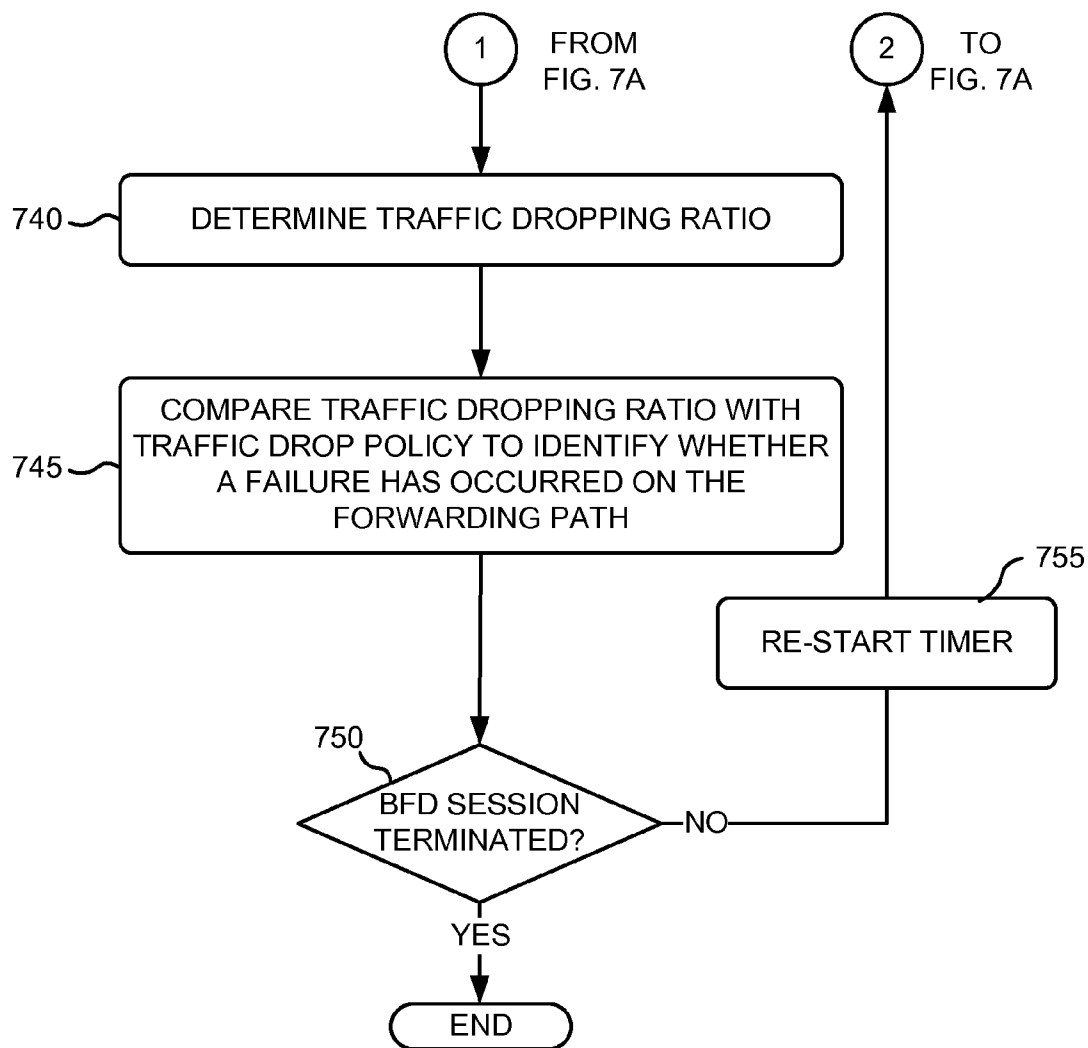 1
FROM
FIG. 7A
2
TO
FIG. 7A
740
DETERMINE TRAFFIC DROPPING RATIO
745
COMPARE TRAFFIC DROPPING RATIO WITH
TRAFFIC DROP POLICY TO IDENTIFY WHETHER
A FAILURE HAS OCCURRED ON THE
FORWARDING PATH
755
RE-START TIMER
750
BFD SESSION
TERMINATED?
NO
YES
END